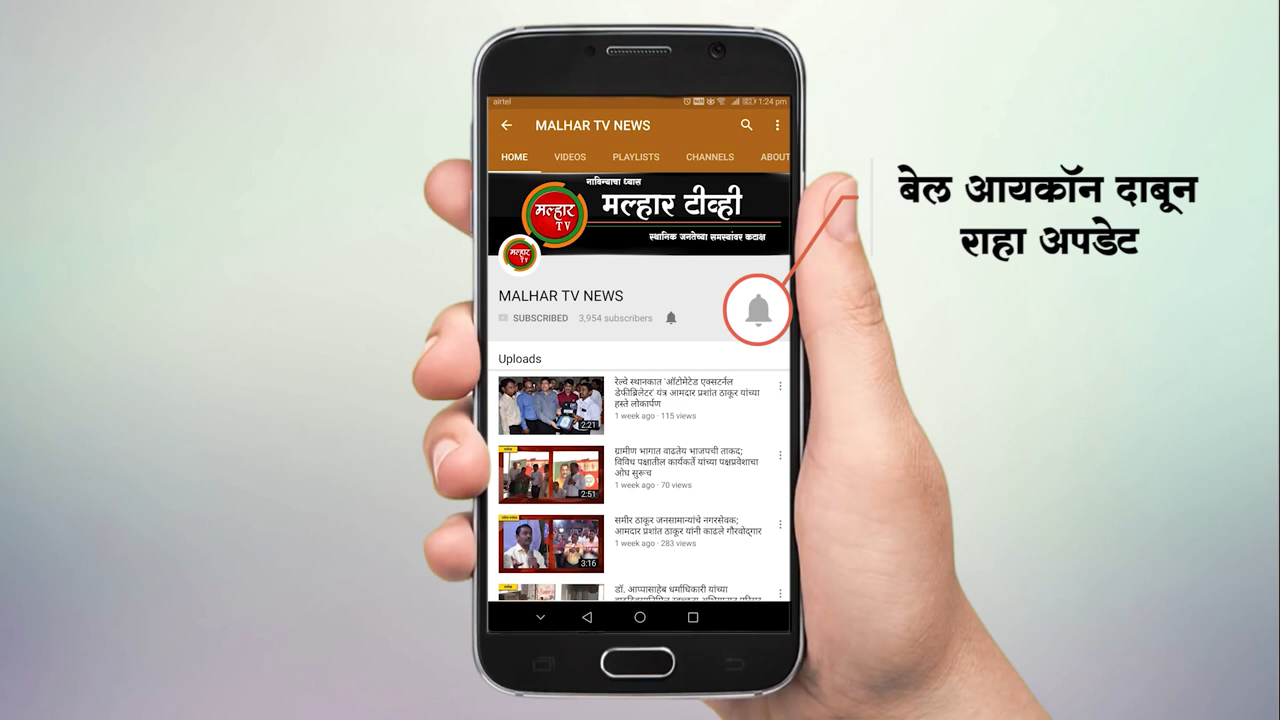 airtel
1:24 pm
MALHAR TV NEWS
HOME VIDEOS PLAYLISTS CHANNELS ABOUT
नाविन्याचा ध्यास
मल्हार टीव्ही
स्थानिक जनतेच्या समस्यांवर कटाक्ष
मल्हार
TV
मल्हार
TV
MALHAR TV NEWS
SUBSCRIBED 3,954 subscribers
Uploads
रेल्वे स्थानकात 'ऑटोमेटेड एक्सटर्नल
डेफीब्रिलेटर' यंत्र आमदार प्रशांत ठाकूर यांच्या
हस्ते लोकार्पण
1 week ago · 115 views
2:21
ग्रामीण भागात वाढतेय भाजपची ताकद;
विविध पक्षातील कार्यकर्ते यांच्या पक्षप्रवेशाचा
ओघ सुरूच
1 week ago · 70 views
2:51
समीर ठाकूर जनसामान्यांचे नगरसेवक;
आमदार प्रशांत ठाकूर यांनी काढले गौरवोद्‌गार
1 week ago · 283 views
3:16
डॉ. आप्पासाहेब धर्माधिकारी यांच्या
बेल आयकॉन दाबून
राहा अपडेट